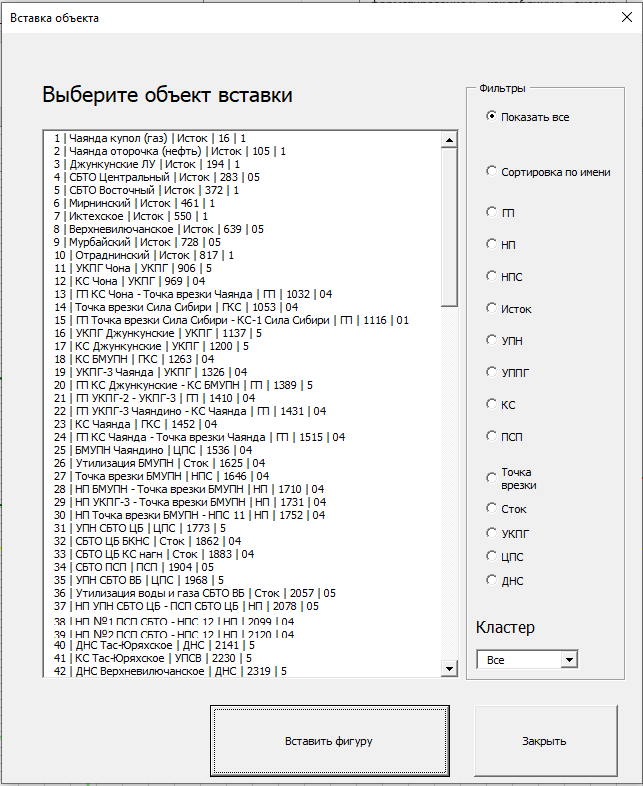 Вставка объекта
Выберите объект вставки
1 | Чаянда купол (газ) | Исток | 16 | 1
2 | Чаянда оторочка (нефть) | Исток | 105 | 1
3 | Джункунские ЛУ | Исток | 194 | 1
4 | СБТО Центральный | Исток | 283 | 05
5 | СБТО Восточный | Исток | 372 | 1
6 | Мирнинский | Исток | 461 | 1
7 | Иктехское | Исток | 550 | 1
8 | Верхневилючанское | Исток | 639 | 05
9 | Мурбайский | Исток | 728 | 05
10 | Отраднинский | Исток | 817 | 1
11 | УКПГ Чона | УКПГ | 906 | 5
12 | КС Чона | УКПГ | 969 | 04
13 | ГП КС Чона - Точка врезки Чаянда | ГП | 1032 | 04
14 | Точка врезки Сила Сибири | ГКС | 1053 | 04
15 | ГП Точка врезки Сила Сибири - КС-1 Сила Сибири | ГП | 1116 | 01
16 | УКПГ Джункунские | УКПГ | 1137 | 5
17 | КС Джункунские | УКПГ | 1200 | 5
18 | КС БМУПН | ГКС | 1263 | 04
19 | УКПГ-3 Чаянда | УКПГ | 1326 | 04
20 | ГП КС Джункунские - КС БМУПН | ГП | 1389 | 5
21 | ГП УКПГ-2 - УКПГ-3 | ГП | 1410 | 04
22 | ГП УКПГ-3 Чаяндино - КС Чаянда | ГП | 1431 | 04
23 | КС Чаянда | ГКС | 1452 | 04
24 | ГП КС Чаянда - Точка врезки Чаянда | ГП | 1515 | 04
25 | БМУПН Чаяндино | ЦПС | 1536 | 04
26 | Утилизация БМУПН | Сток | 1625 | 04
27 | Точка врезки БМУПН | НПС | 1646 | 04
28 | НП БМУПН - Точка врезки БМУПН | НП | 1710 | 04
29 | НП УКПГ-3 - Точка врезки БМУПН | НП | 1731 | 04
30 | НП Точка врезки БМУПН - НПС 11 | НП | 1752 | 04
31 | УПН СБТО ЦБ | ЦПС | 1773 | 5
32 | СБТО ЦБ БКНС | Сток | 1862 | 04
33 | СБТО ЦБ КС нагн | Сток | 1883 | 04
34 | СБТО ПСП | ПСП | 1904 | 05
35 | УПН СБТО ВБ | ЦПС | 1968 | 5
36 | Утилизация воды и газа СБТО ВБ | Сток | 2057 | 05
37 | НП УПН СБТО ЦБ - ПСП СБТО ЦБ | НП | 2078 | 05
38 | НП №1 ПСП СБТО - НПС 12 | НП | 2099 | 04
39 | НП №2 ПСП СБТО - НПС 12 | НП | 2120 | 04
40 | ДНС Тас-Юряхское | ДНС | 2141 | 5
41 | КС Тас-Юряхское | УПСВ | 2230 | 5
42 | ДНС Верхневилючанское | ДНС | 2319 | 5
Фильтры
Показать все
Сортировка по имени
ГП
НП
НПС
Исток
УПН
УППГ
КС
ПСП
Точка
врезки
Сток
УКПГ
ЦПС
ДНС
Кластер
Все
Вставить фигуру
Закрыть